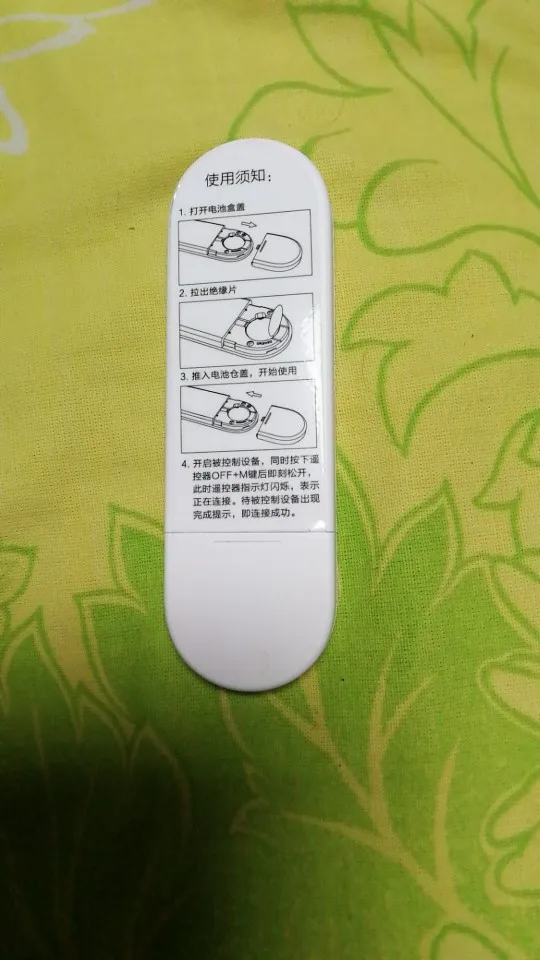 使用须知：
1. 打开电池盒盖
2. 拉出绝缘片
3. 推入电池仓盖，开始使用
4. 开启被控制设备，同时按下遥
控器OFF+M键后即刻松开，
此时遥控器指示灯闪烁，表示
正在连接。待被控制设备出现
完成提示，即连接成功。